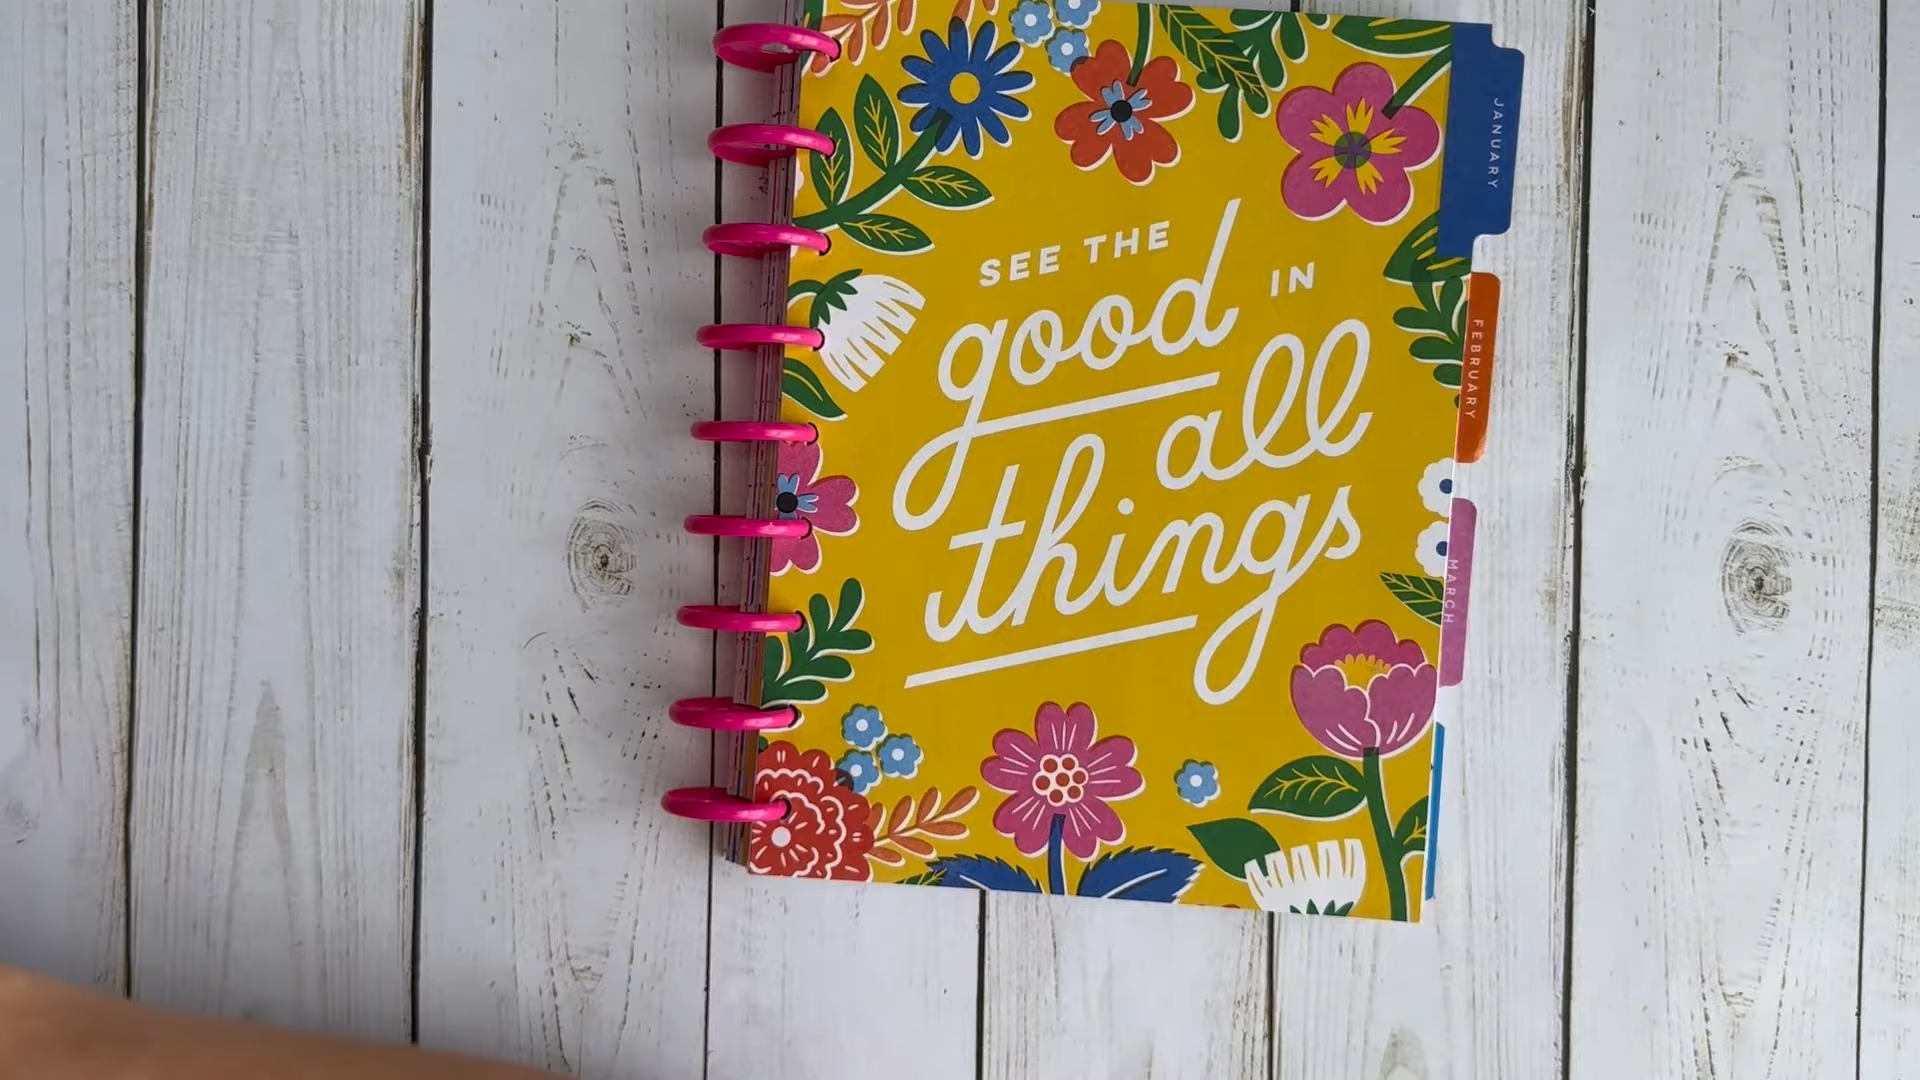 SEE THE
good IN
all
things
JANUARY
FEBRUARY
MARCH